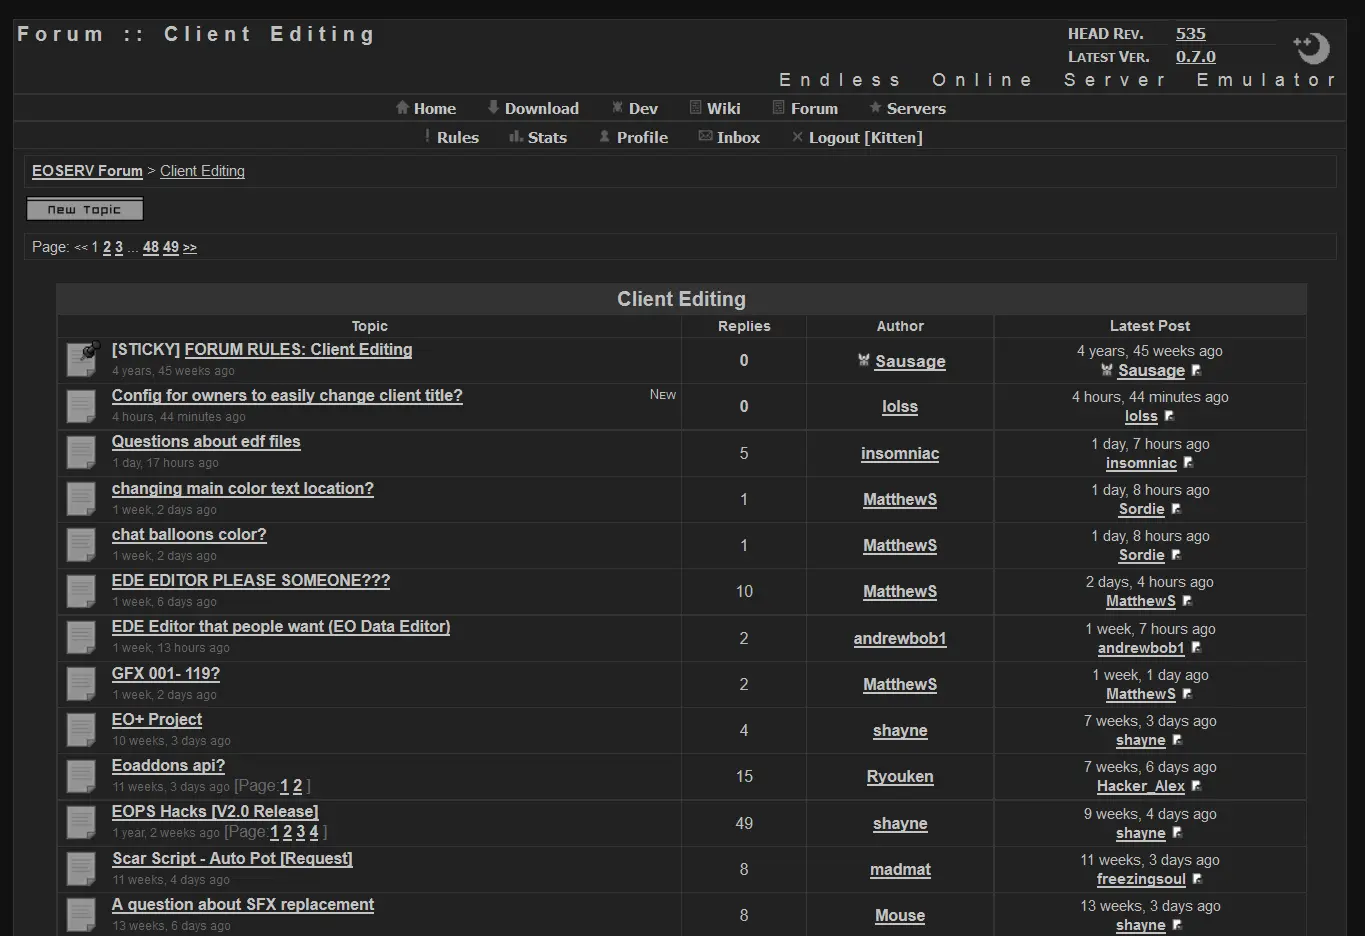 Forum :: Client Editing
HEAD REV. 535
LATEST VER. 0.7.0
Endless Online Server Emulator
Home Download Dev Wiki Forum Servers
Rules Stats Profile Inbox Logout [Kitten]
EOSERV Forum > Client Editing
New Topic
Page: << 1 2 3 ... 48 49 >>
Client Editing
Topic Replies Author Latest Post
[STICKY] FORUM RULES: Client Editing
4 years, 45 weeks ago
0
Sausage
4 years, 45 weeks ago
Sausage
Config for owners to easily change client title? NEW
4 hours, 44 minutes ago
0
lolss
4 hours, 44 minutes ago
lolss
Questions about edf files
1 day, 17 hours ago
5
insomniac
1 day, 7 hours ago
insomniac
changing main color text location?
1 week, 2 days ago
1
MatthewS
1 day, 8 hours ago
Sordie
chat balloons color?
1 week, 2 days ago
1
MatthewS
1 day, 8 hours ago
Sordie
EDE EDITOR PLEASE SOMEONE???
1 week, 6 days ago
10
MatthewS
2 days, 4 hours ago
MatthewS
EDE Editor that people want (EO Data Editor)
1 week, 13 hours ago
2
andrewbob1
1 week, 7 hours ago
andrewbob1
GFX 001- 119?
1 week, 2 days ago
2
MatthewS
1 week, 1 day ago
MatthewS
EO+ Project
10 weeks, 3 days ago
4
shayne
7 weeks, 3 days ago
shayne
Eoaddons api?
11 weeks, 3 days ago [Page: 1 2 ]
15
Ryouken
7 weeks, 6 days ago
Hacker_Alex
EOPS Hacks [V2.0 Release]
1 year, 2 weeks ago [Page: 1 2 3 4 ]
49
shayne
9 weeks, 4 days ago
shayne
Scar Script - Auto Pot [Request]
11 weeks, 4 days ago
8
madmat
11 weeks, 3 days ago
freezingsoul
A question about SFX replacement
13 weeks, 6 days ago
8
Mouse
13 weeks, 3 days ago
shayne